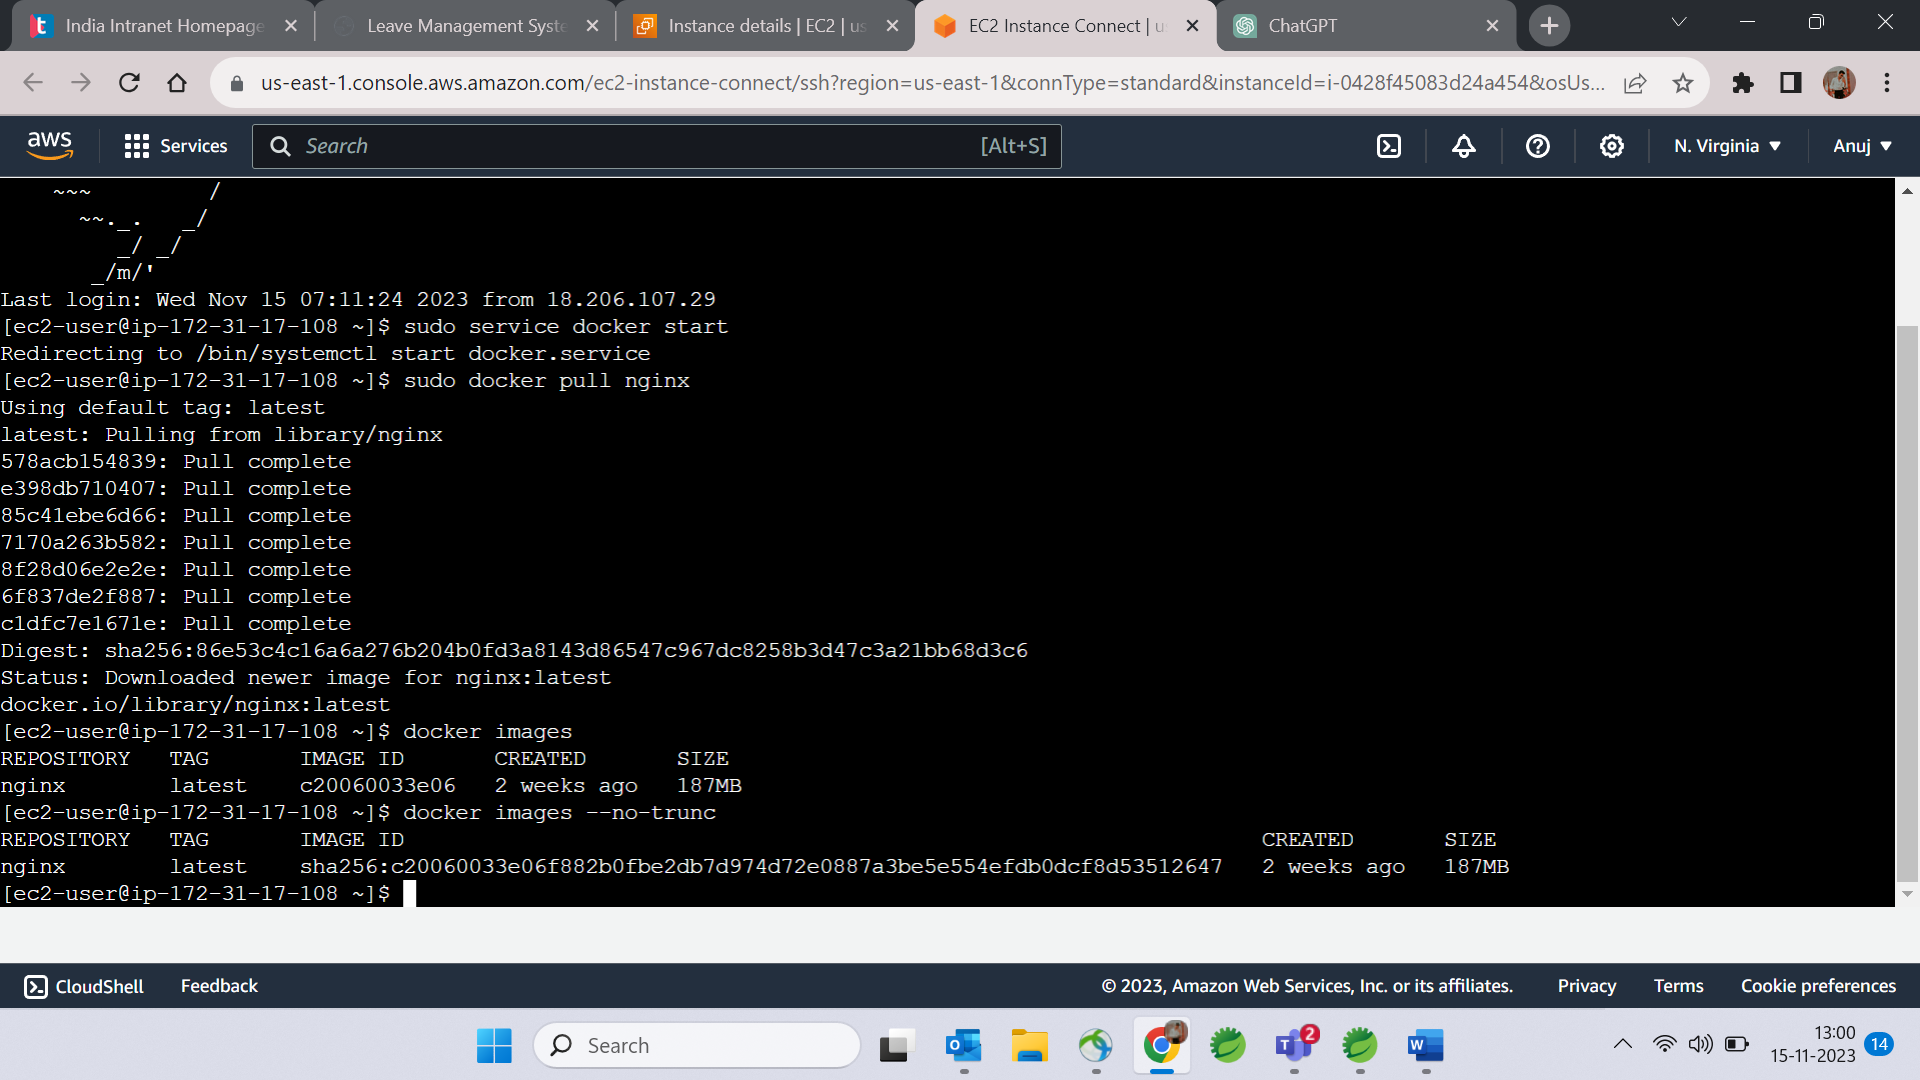 India Intranet Homepage
Leave Management Syste
Instance details | EC2 | us
EC2 Instance Connect | u
ChatGPT
us-east-1.console.aws.amazon.com/ec2-instance-connect/ssh?region=us-east-1&connType=standard&instanceId=i-0428f45083d24a454&osUs...
aws
Services
Search
[Alt+S]
N. Virginia
Anuj
~~~         /
~~._.   _/
_/ _/
_/m/'
Last login: Wed Nov 15 07:11:24 2023 from 18.206.107.29
[ec2-user@ip-172-31-17-108 ~]$ sudo service docker start
Redirecting to /bin/systemctl start docker.service
[ec2-user@ip-172-31-17-108 ~]$ sudo docker pull nginx
Using default tag: latest
latest: Pulling from library/nginx
578acb154839: Pull complete
e398db710407: Pull complete
85c41ebe6d66: Pull complete
7170a263b582: Pull complete
8f28d06e2e2e: Pull complete
6f837de2f887: Pull complete
c1dfc7e1671e: Pull complete
Digest: sha256:86e53c4c16a6a276b204b0fd3a8143d86547c967dc8258b3d47c3a21bb68d3c6
Status: Downloaded newer image for nginx:latest
docker.io/library/nginx:latest
[ec2-user@ip-172-31-17-108 ~]$ docker images
REPOSITORY   TAG       IMAGE ID       CREATED       SIZE
nginx        latest    c20060033e06   2 weeks ago   187MB
[ec2-user@ip-172-31-17-108 ~]$ docker images --no-trunc
REPOSITORY   TAG       IMAGE ID                                                                  CREATED       SIZE
nginx        latest    sha256:c20060033e06f882b0fbe2db7d974d72e0887a3be5e554efdb0dcf8d53512647   2 weeks ago   187MB
[ec2-user@ip-172-31-17-108 ~]$
CloudShell
Feedback
© 2023, Amazon Web Services, Inc. or its affiliates.
Privacy
Terms
Cookie preferences
Search
2
13:00
15-11-2023
14